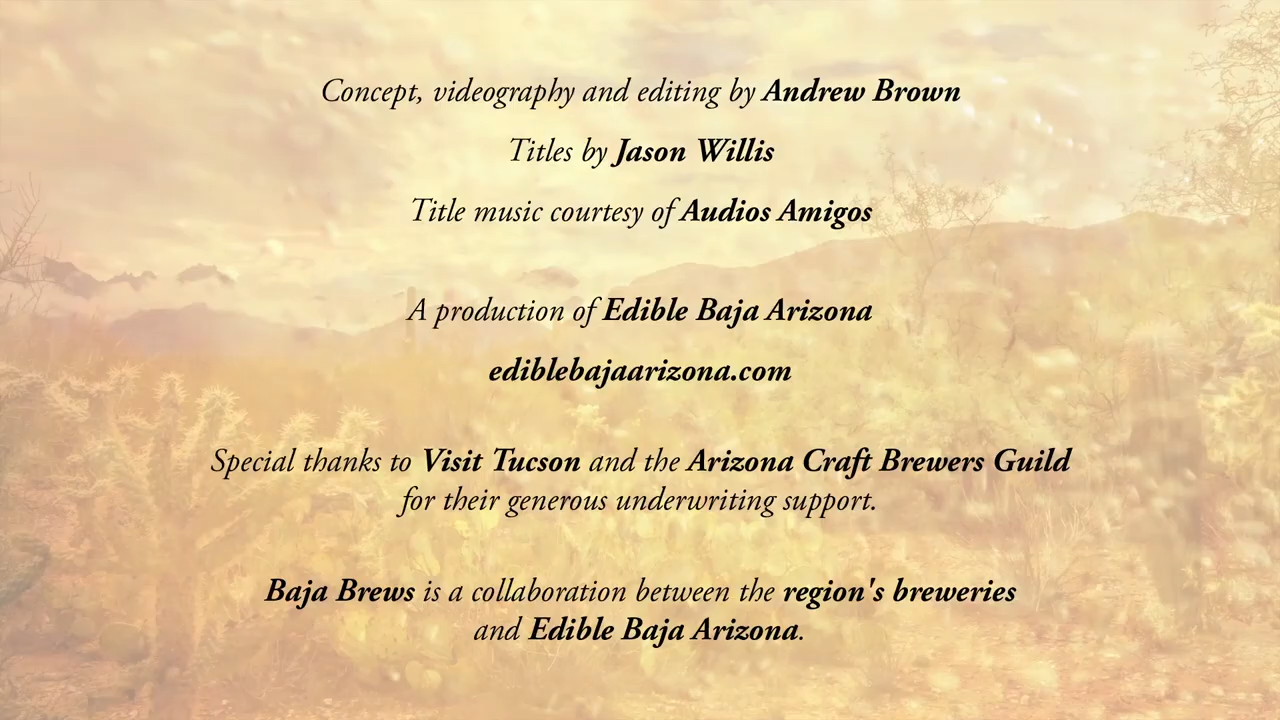 Concept, videography and editing by Andrew Brown
Titles by Jason Willis
Title music courtesy of Audios Amigos
A production of Edible Baja Arizona
ediblebajaarizona.com
Special thanks to Visit Tucson and the Arizona Craft Brewers Guild
for their generous underwriting support.
Baja Brews is a collaboration between the region's breweries
and Edible Baja Arizona.